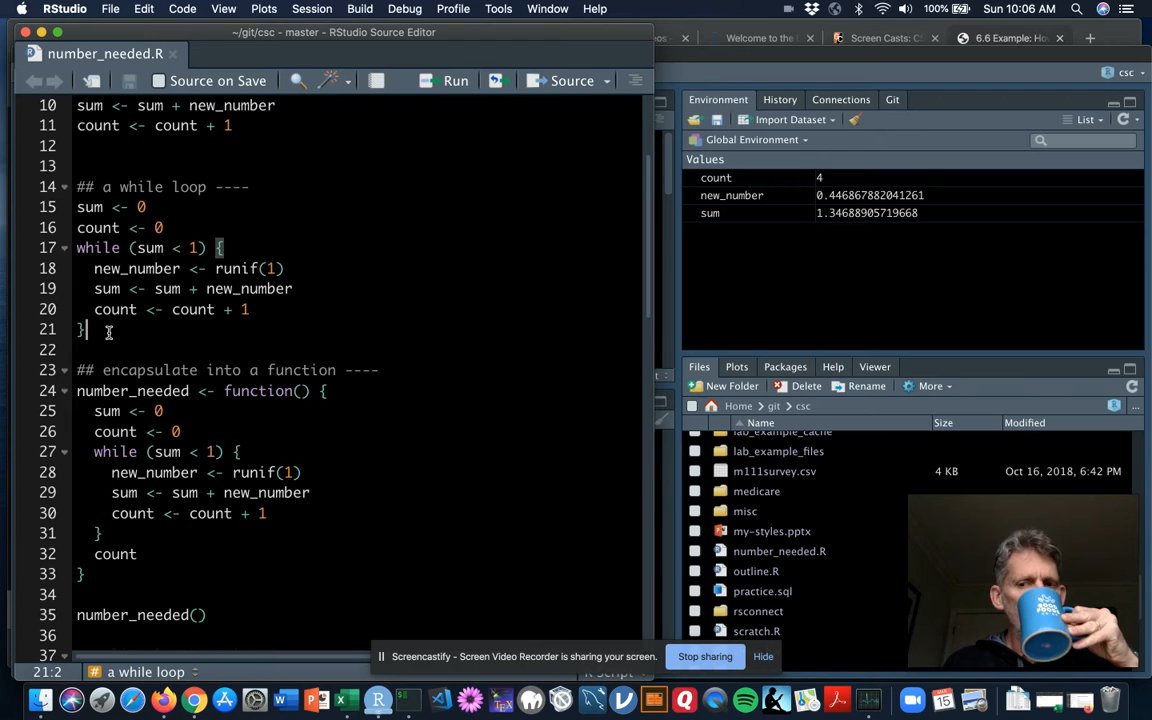 RStudio File Edit Code View Plots Session Build Debug Profile Tools Window Help 100% Sun 10:06 AM
~/git/csc - master - RStudio Source Editor
number_needed.R
Welcome to the
Screen Casts: CS
6.6 Example: Ho
csc
Source on Save Run Source
10 sum <- sum + new_number
11 count <- count + 1
12
13
14 ## a while loop ----
15 sum <- 0
16 count <- 0
17 while (sum < 1) {
18 new_number <- runif(1)
19 sum <- sum + new_number
20 count <- count + 1
21 }
22
23 ## encapsulate into a function ----
24 number_needed <- function() {
25 sum <- 0
26 count <- 0
27 while (sum < 1) {
28 new_number <- runif(1)
29 sum <- sum + new_number
30 count <- count + 1
31 }
32 count
33 }
34
35 number_needed()
36
37
21:2 # a while loop R Script
Environment History Connections Git
Import Dataset List
Global Environment
Values
count 4
new_number 0.446867882041261
sum 1.34688905719668
Files Plots Packages Help Viewer
New Folder Delete Rename More
Home git csc
Name Size Modified
lab_example_cache
lab_example_files
m111survey.csv 4 KB Oct 16, 2018, 6:42 PM
medicare
misc
my-styles.pptx
number_needed.R
outline.R
practice.sql
rsconnect
scratch.R
Screencastify - Screen Video Recorder is sharing your screen. Stop sharing Hide